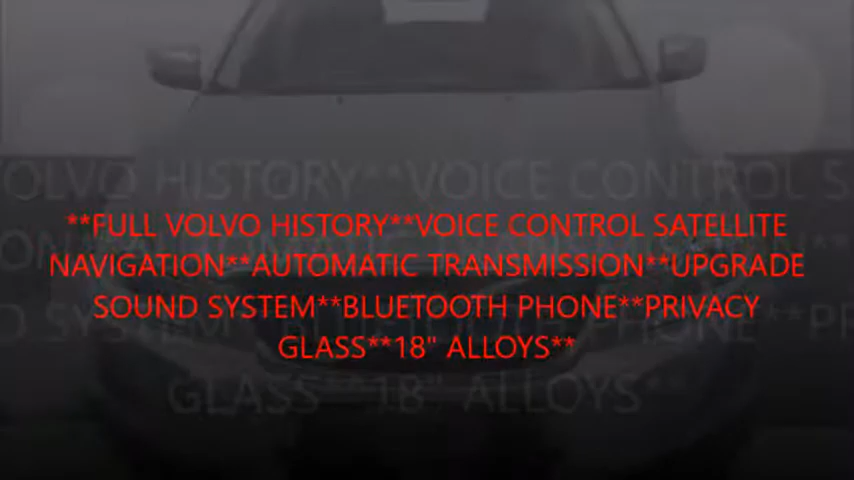 **FULL VOLVO HISTORY**VOICE CONTROL SATELLITE
NAVIGATION**AUTOMATIC TRANSMISSION**UPGRADE
SOUND SYSTEM**BLUETOOTH PHONE**PRIVACY
GLASS**18" ALLOYS**